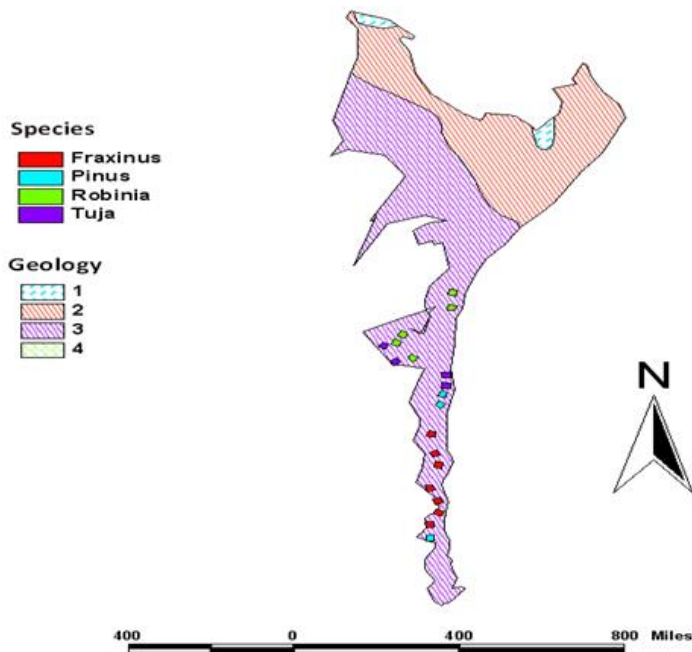 Species
Fraxinus
Pinus
Robinia
Tuja
Geology
1
2
3
4
N
400 0 400 800 Miles